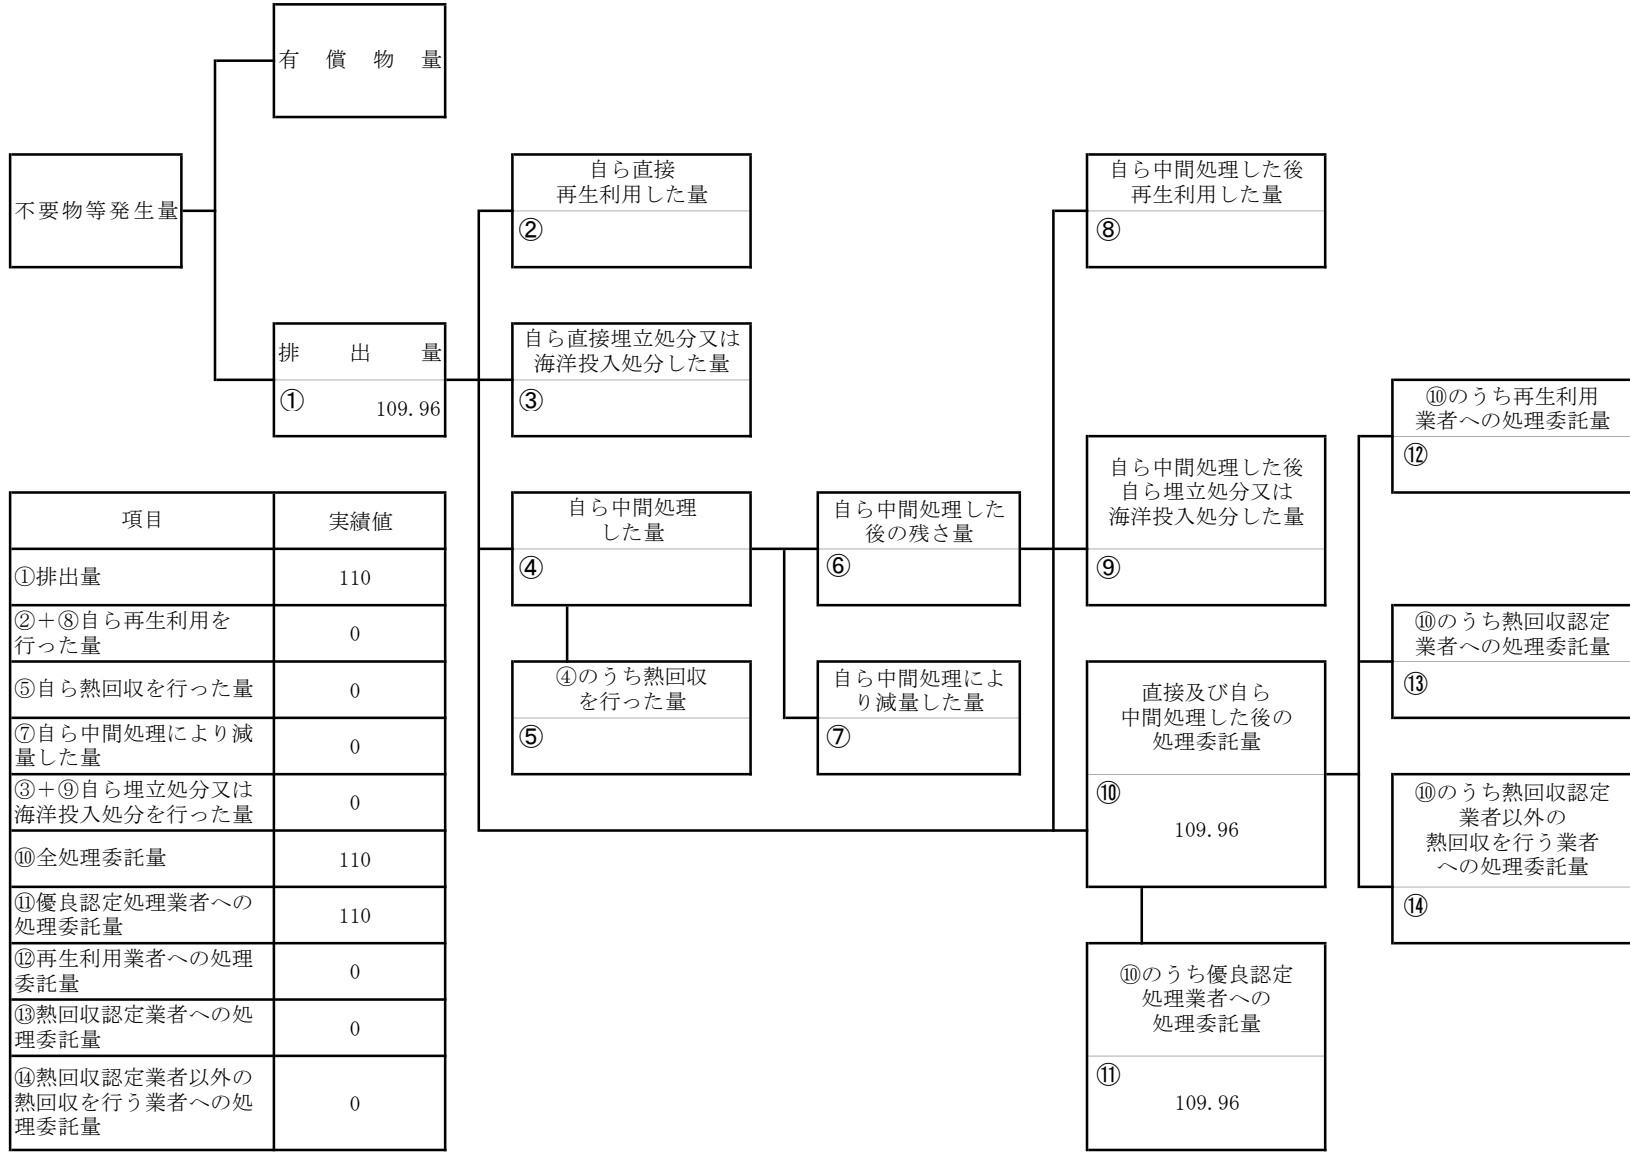 有償物量
不要物等発生量
排出量
①
109.96
自ら直接
再生利用した量
②
自ら直接埋立処分又は
海洋投入処分した量
③
自ら中間処理
した量
④
④のうち熱回収
を行った量
⑤
自ら中間処理した
後の残さ量
⑥
自ら中間処理によ
り減量した量
⑦
自ら中間処理した後
再生利用した量
⑧
自ら中間処理した後
自ら埋立処分又は
海洋投入処分した量
⑨
直接及び自ら
中間処理した後の
処理委託量
⑩
109.96
⑩のうち優良認定
処理業者への
処理委託量
⑪
109.96
⑩のうち再生利用
業者への処理委託量
⑫
⑩のうち熱回収認定
業者への処理委託量
⑬
⑩のうち熱回収認定
業者以外の
熱回収を行う業者
への処理委託量
⑭
項目 実績値
①排出量 110
②＋⑧自ら再生利用を
行った量 0
⑤自ら熱回収を行った量 0
⑦自ら中間処理により減
量した量 0
③＋⑨自ら埋立処分又は
海洋投入処分を行った量 0
⑩全処理委託量 110
⑪優良認定処理業者への
処理委託量 110
⑫再生利用業者への処理
委託量 0
⑬熱回収認定業者への処
理委託量 0
⑭熱回収認定業者以外の
熱回収を行う業者への処
理委託量 0